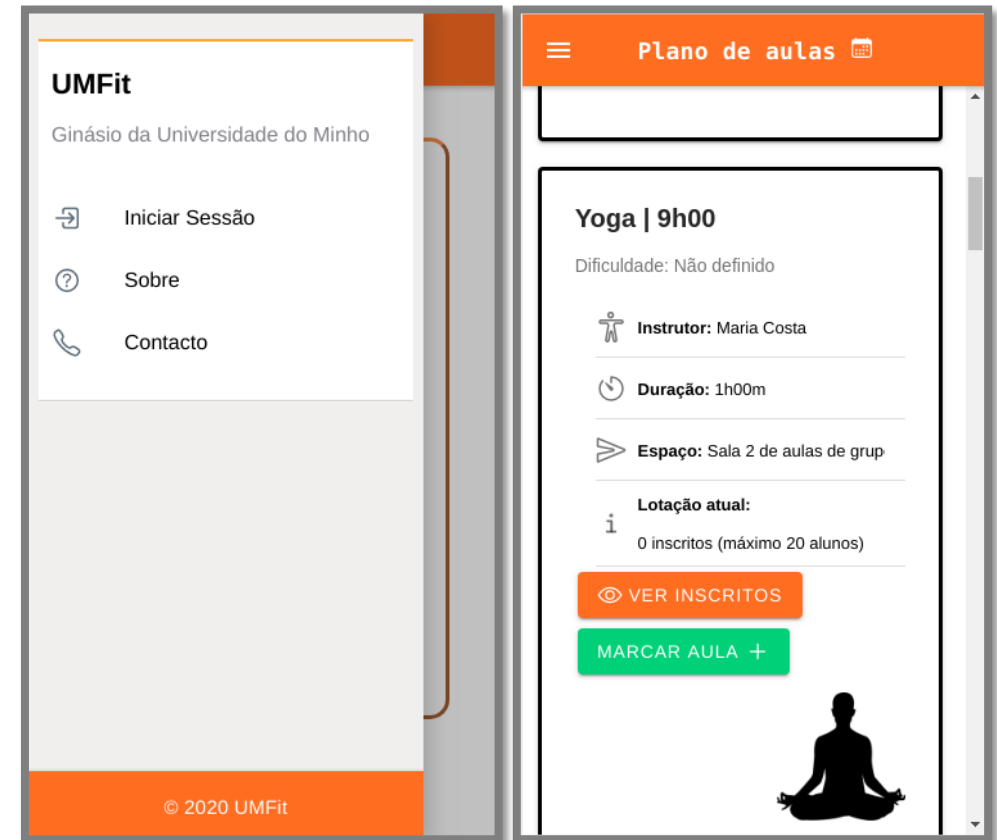 UMFit
Ginásio da Universidade do Minho
Iniciar Sessão
Sobre
Contacto
© 2020 UMFit
Plano de aulas
Yoga | 9h00
Dificuldade: Não definido
Instrutor: Maria Costa
Duração: 1h00m
Espaço: Sala 2 de aulas de grup
Lotação atual:
0 inscritos (máximo 20 alunos)
VER INSCRITOS
MARCAR AULA +